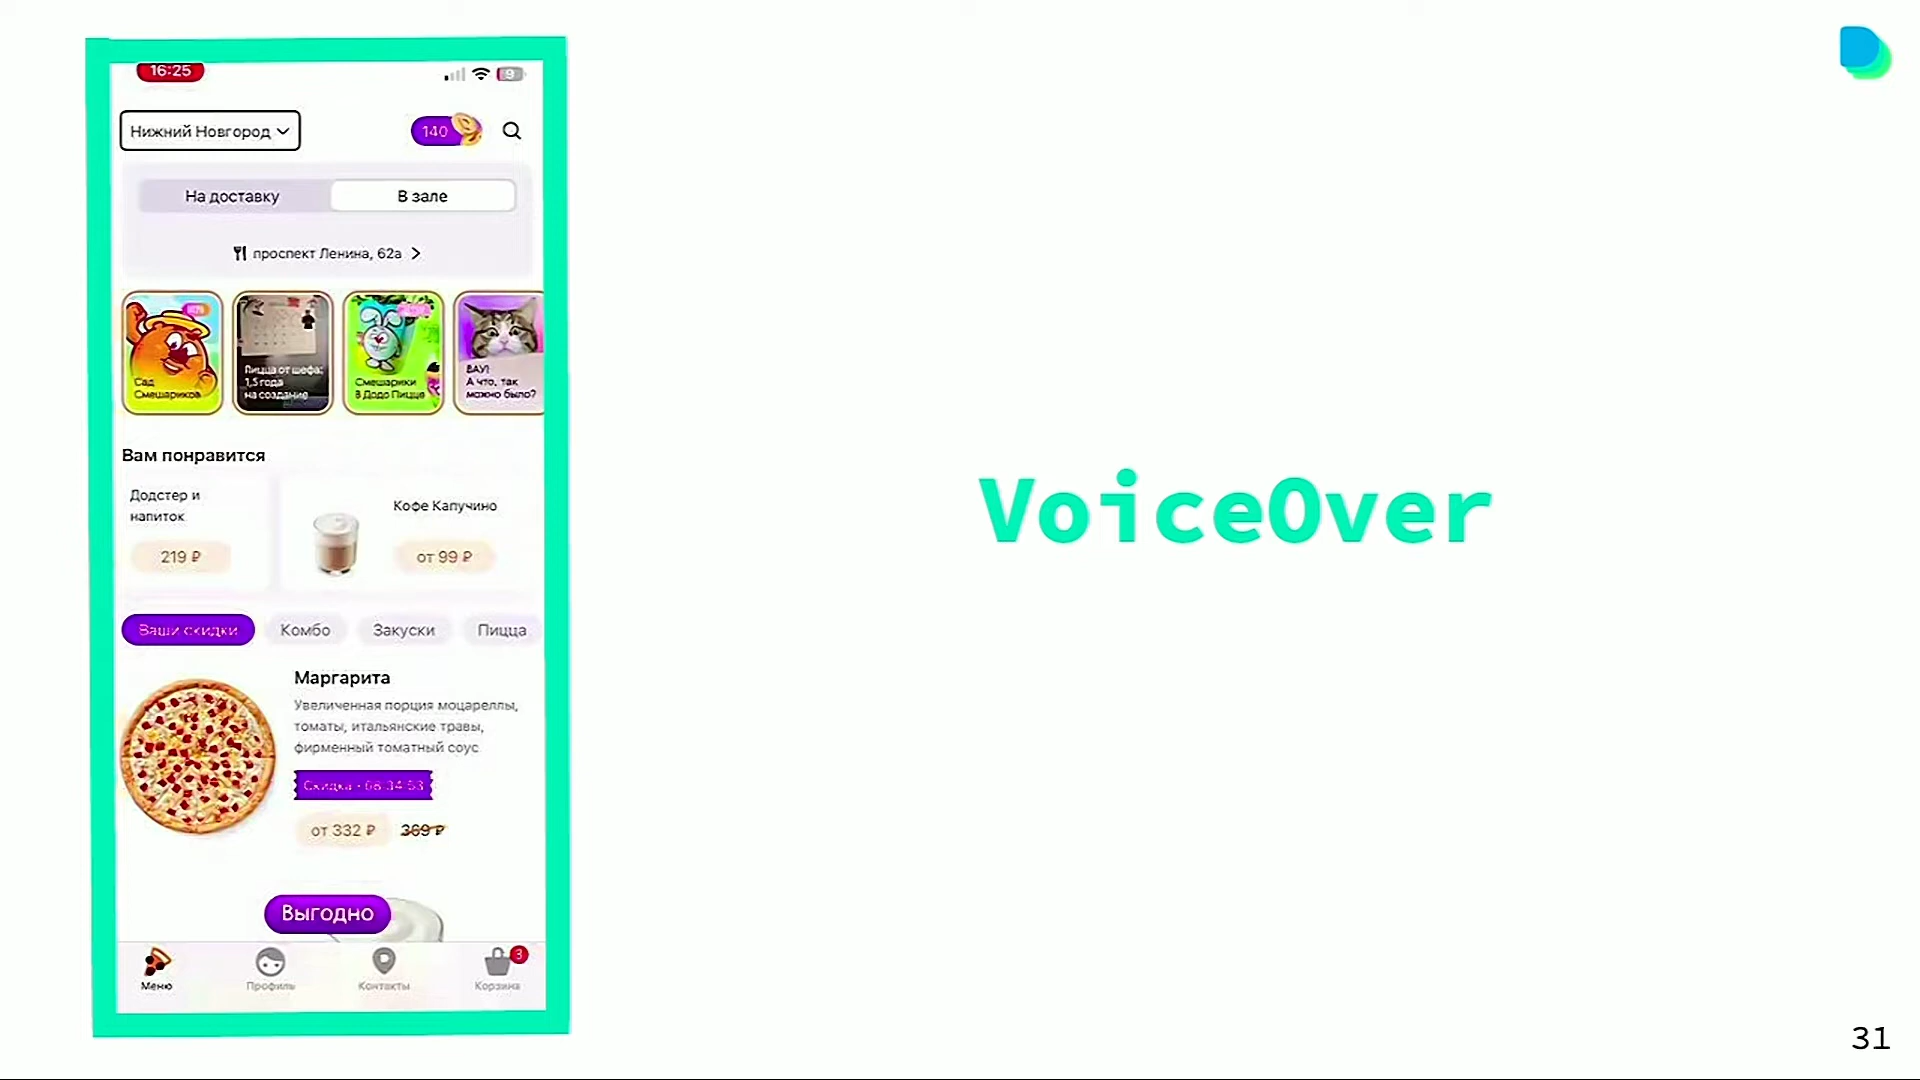 16:25
9
Нижний Новгород
140
На доставку
В зале
проспект Ленина, 62а
Сад
Смешариков
Пицца от шефа:
1,5 года
на создание
Смешарики
В Додо Пицце
ВАУ!
А что, так
можно было?
Вам понравится
Додстер и
напиток
219 ₽
Кофе Капучино
от 99 ₽
Ваши скидки
Комбо
Закуски
Пицца
Маргарита
Увеличенная порция моцареллы,
томаты, итальянские травы,
фирменный томатный соус
Скидка
от 332 ₽
369 ₽
Выгодно
Меню
Профиль
Контакты
Корзина
3
VoiceOver
31